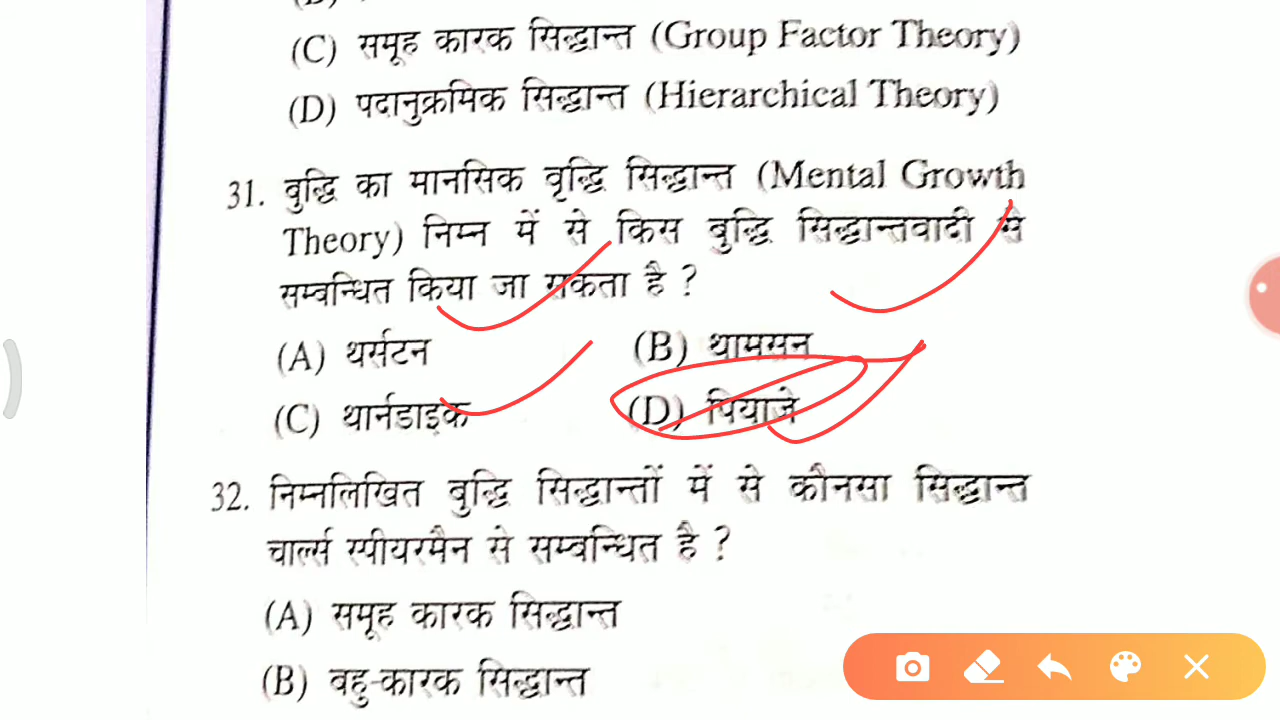 (C) समूह कारक सिद्धान्त (Group Factor Theory)
(D) पदानुक्रमिक सिद्धान्त (Hierarchical Theory)
31. बुद्धि का मानसिक वृद्धि सिद्धान्त (Mental Growth
Theory) निम्न में से किस बुद्धि सिद्धान्तवादी से
सम्बन्धित किया जा सकता है ?
(A) थर्सटन (B) थामसन
(C) थार्नडाइक (D) पियाजे
32. निम्नलिखित बुद्धि सिद्धान्तों में से कौनसा सिद्धान्त
चार्ल्स स्पीयरमैन से सम्बन्धित है ?
(A) समूह कारक सिद्धान्त
(B) बहु-कारक सिद्धान्त